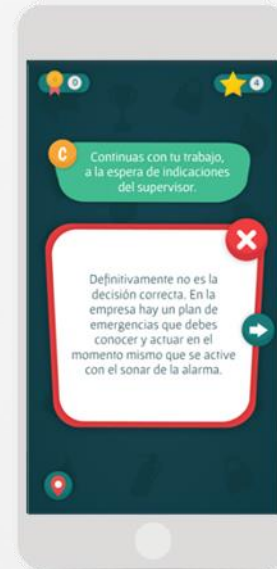 0
4
C
Continuas con tu trabajo,
a la espera de indicaciones
del supervisor.
Definitivamente no es la
decisión correcta. En la
empresa hay un plan de
emergencias que debes
conocer y actuar en el
momento mismo que se active
con el sonar de la alarma.